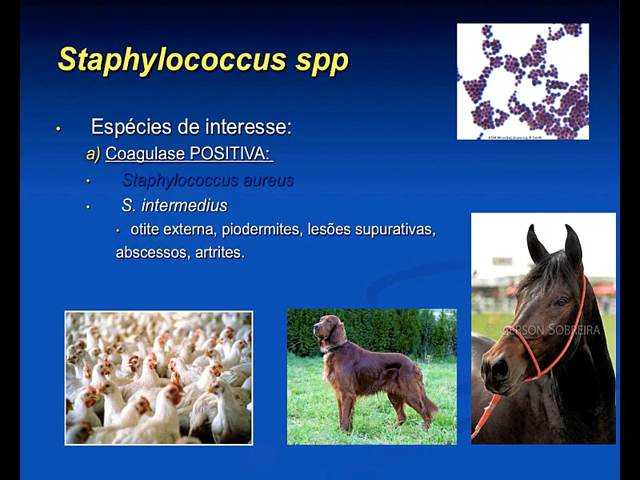 Staphylococcus spp
• Espécies de interesse:
a) Coagulase POSITIVA:
• Staphylococcus aureus
• S. intermedius
• otite externa, piodermites, lesões supurativas,
abscessos, artrites.
© GERSON SOBREIRA